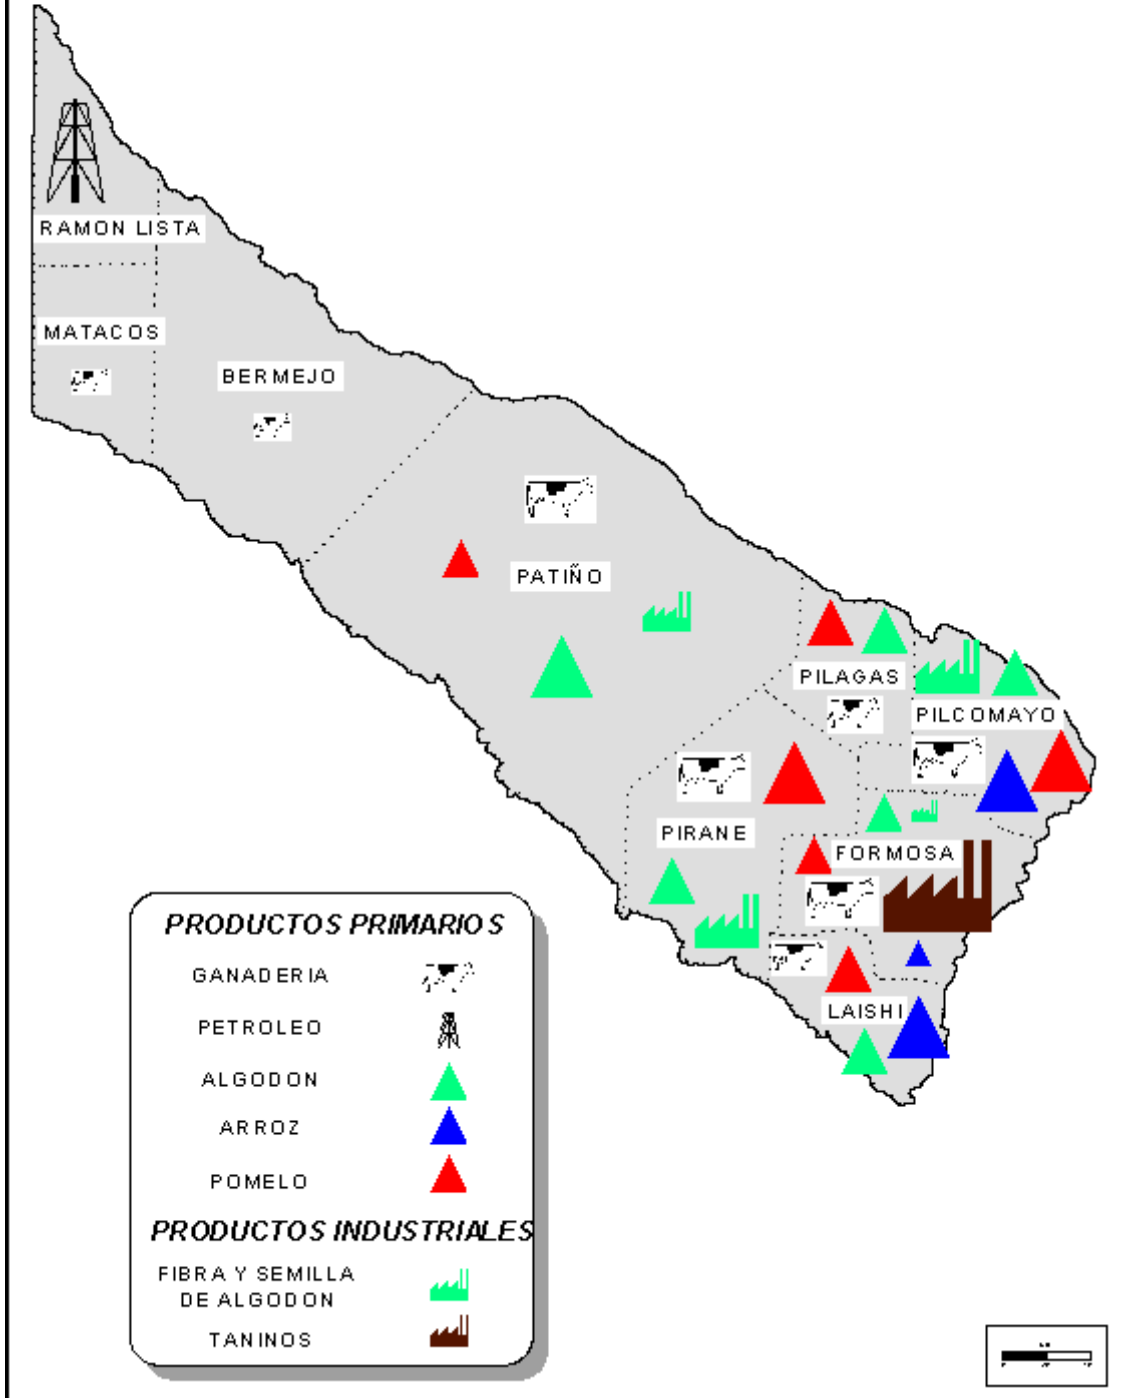 RAMON LISTA
MATACOS
BERMEJO
PATIÑO
PILAGAS
PILCOMAYO
PIRANE
FORMOSA
LAISHI
PRODUCTOS PRIMARIOS
GANADERIA
PETROLEO
ALGODON
ARROZ
POMELO
PRODUCTOS INDUSTRIALES
FIBRA Y SEMILLA
DE ALGODON
TANINOS